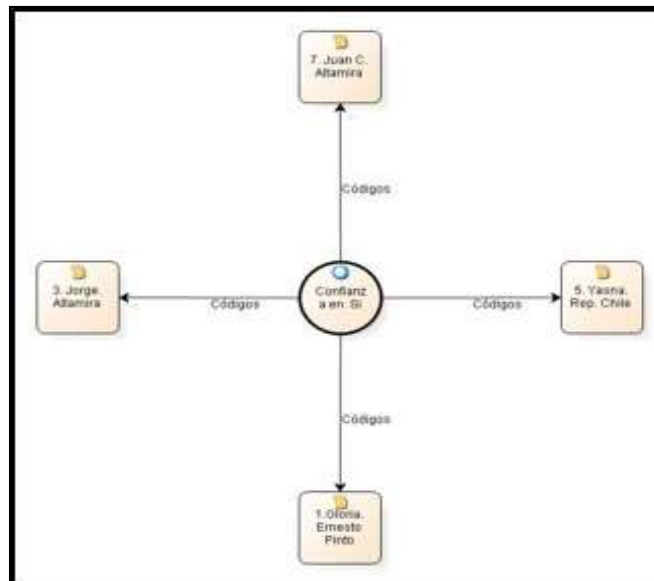 7. Juan C.
Altamira
Códigos
3. Jorge.
Altamira
Códigos
Confianz
a en Si
Códigos
5. Yasna.
Rep. Chile
Códigos
1.Gloria.
Ernesto
Pinto